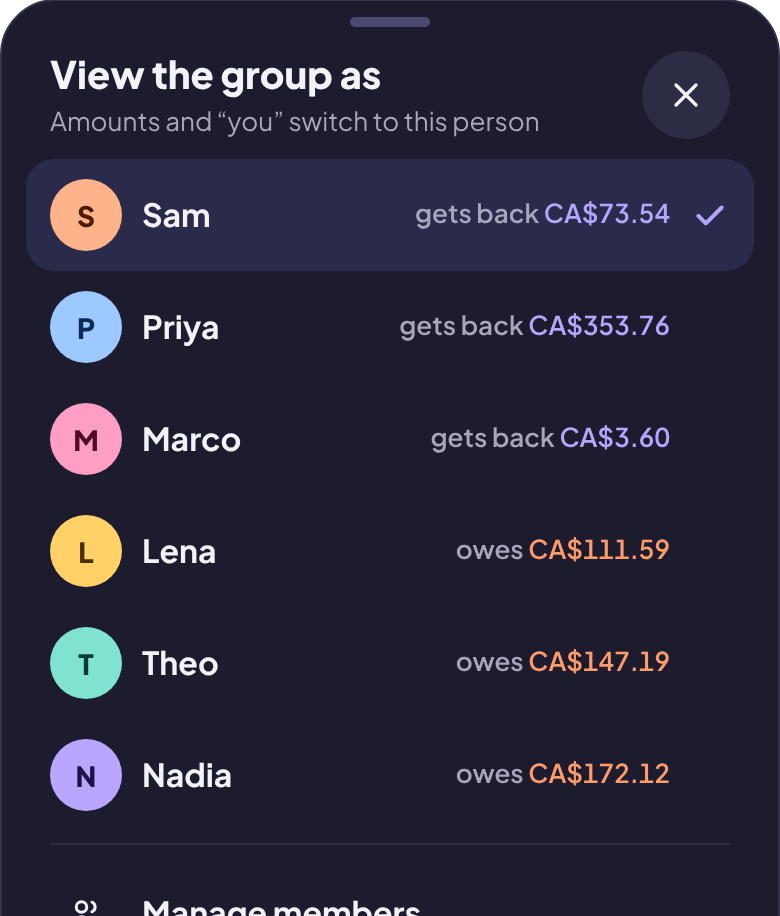 View the group as
Amounts and “you” switch to this person
S Sam gets back CA$73.54
P Priya gets back CA$353.76
M Marco gets back CA$3.60
L Lena owes CA$111.59
T Theo owes CA$147.19
N Nadia owes CA$172.12
Manage members